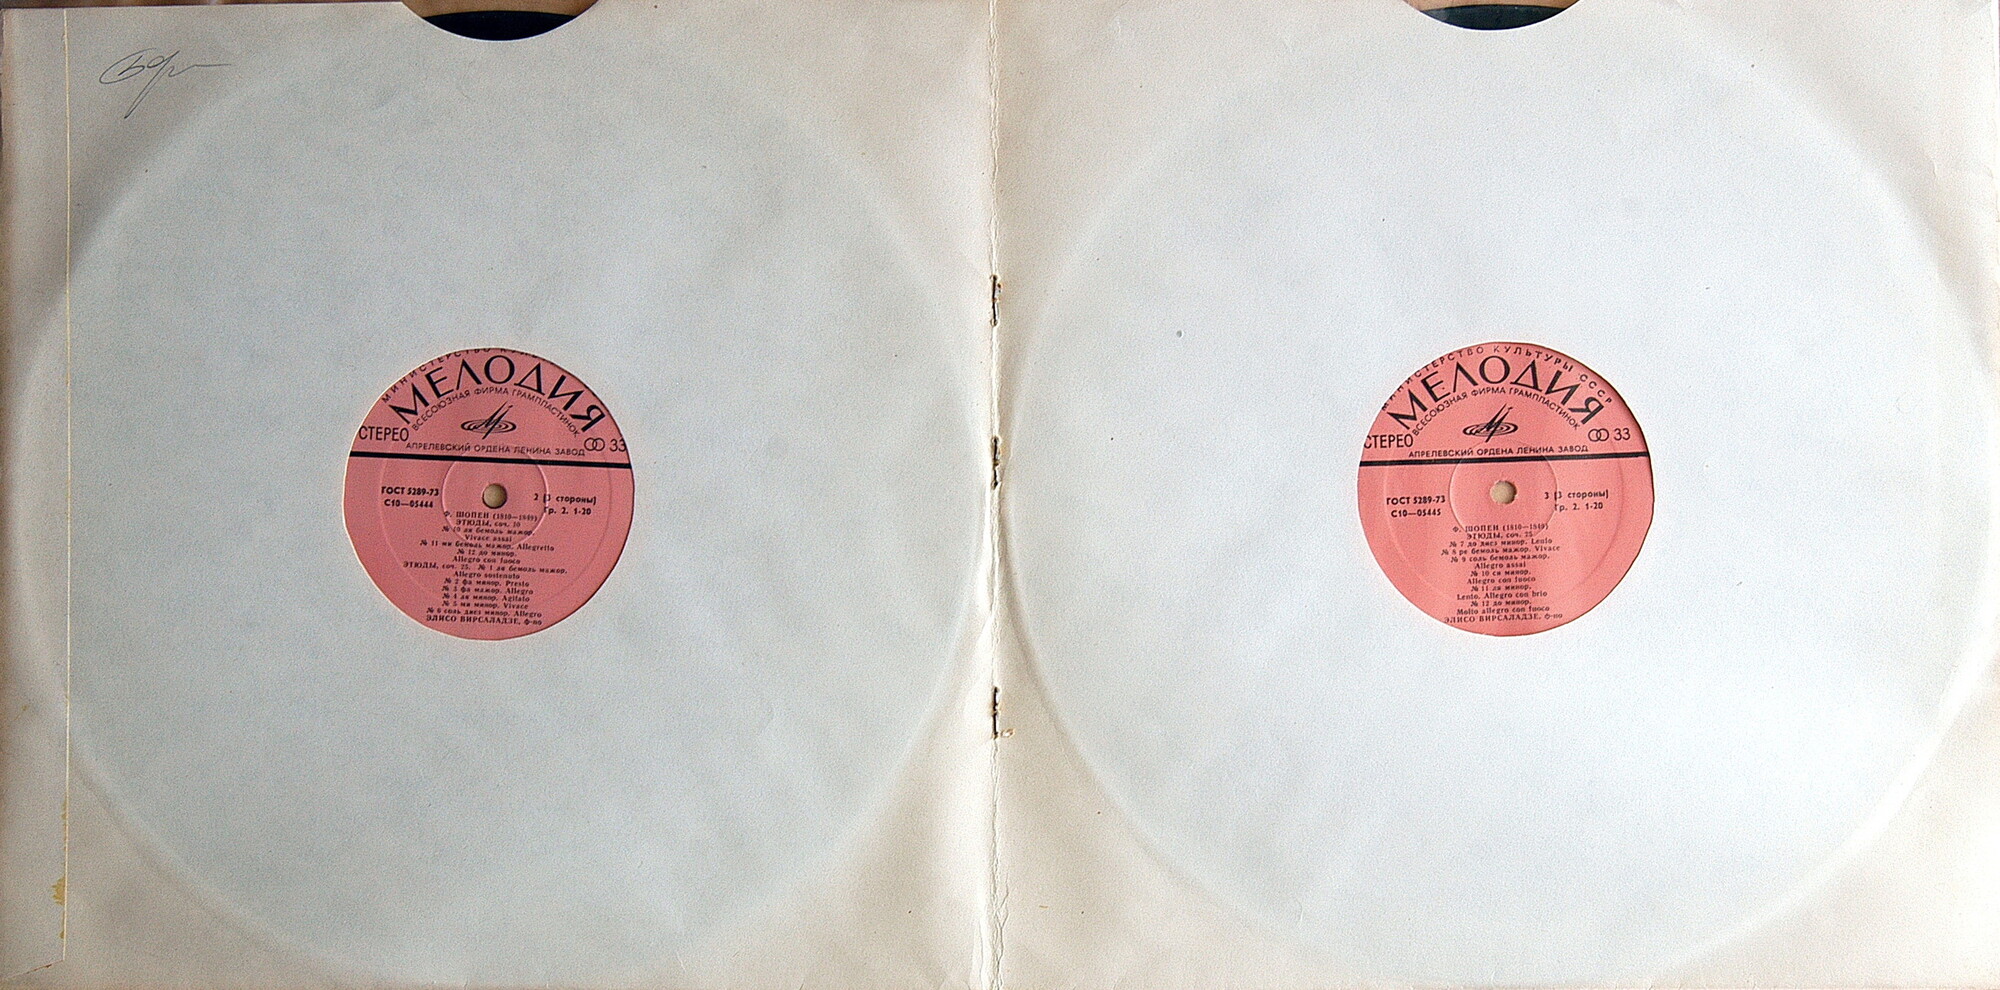 МИНИСТЕРСТВО
МЕЛОДИЯ
ВСЕСОЮЗНАЯ ФИРМА ГРАМПЛАСТИНОК
СТЕРЕО
33
АПРЕЛЕВСКИЙ ОРДЕНА ЛЕНИНА ЗАВОД
ГОСТ 5289-73
2 (3 стороны)
С10—05444
Гр. 2. 1-20
Ф. ШОПЕН (1810—1849)
ЭТЮДЫ, соч. 10
№ 10 ля бемоль мажор.
Vivace assai
№ 11 ми бемоль мажор. Allegretto
№ 12 до минор.
Allegro con fuoco
ЭТЮДЫ, соч. 25. № 1 ля бемоль мажор.
Allegro sostenuto
№ 2 фа минор. Presto
№ 3 фа мажор. Allegro
№ 4 ля минор. Agitato
№ 5 ми минор. Vivace
№ 6 соль диез минор. Allegro
ЭЛИСО ВИРСАЛАДЗЕ, ф-но
МИНИСТЕРСТВО КУЛЬТУРЫ СССР
МЕЛОДИЯ
ВСЕСОЮЗНАЯ ФИРМА ГРАМПЛАСТИНОК
СТЕРЕО
33
АПРЕЛЕВСКИЙ ОРДЕНА ЛЕНИНА ЗАВОД
ГОСТ 5289-73
3 (3 стороны)
С10—05445
Гр. 2. 1-20
Ф. ШОПЕН (1810—1849)
ЭТЮДЫ, соч. 25
№ 7 до диез минор. Lento
№ 8 ре бемоль мажор. Vivace
№ 9 соль бемоль мажор.
Allegro assai
№ 10 си минор.
Allegro con fuoco
№ 11 ля минор.
Lento. Allegro con brio
№ 12 до минор.
Molto allegro con fuoco
ЭЛИСО ВИРСАЛАДЗЕ, ф-но